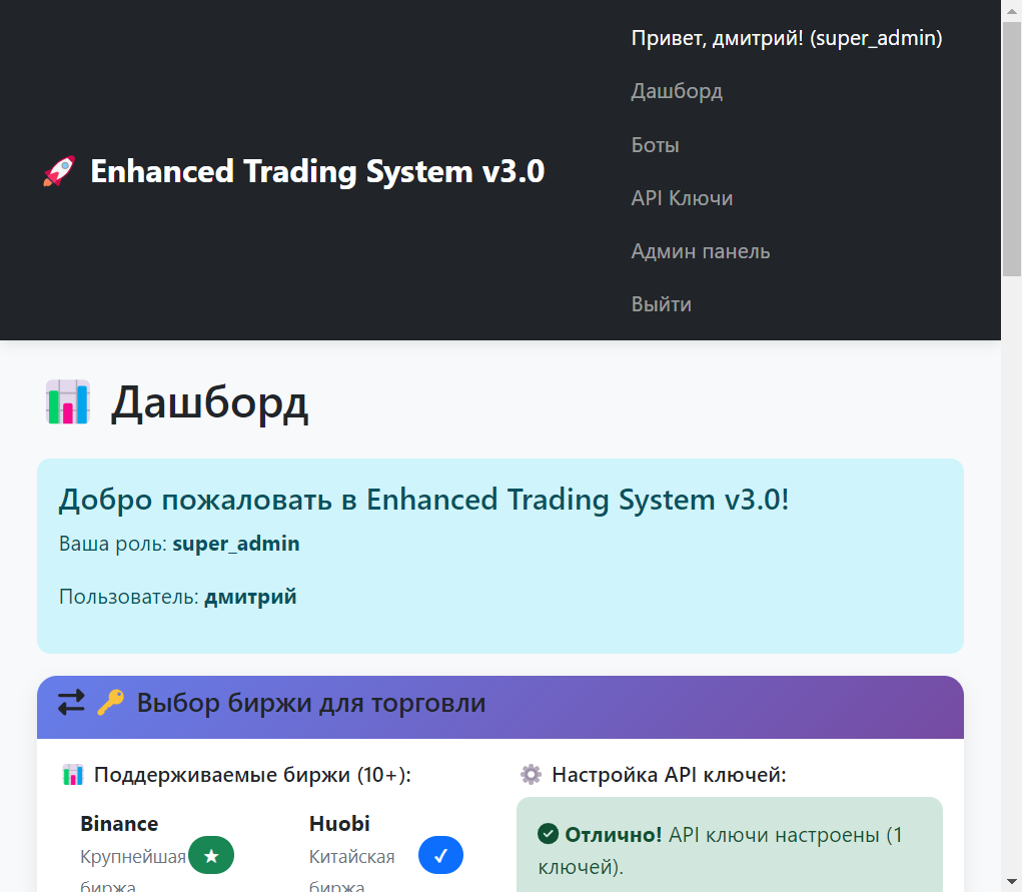 Привет, дмитрий! (super_admin)
Дашборд
Боты
🚀 Enhanced Trading System v3.0
API Ключи
Админ панель
Выйти
📊 Дашборд
Добро пожаловать в Enhanced Trading System v3.0!
Ваша роль: super_admin
Пользователь: дмитрий
🔑 Выбор биржи для торговли
📊 Поддерживаемые биржи (10+):
Binance
Крупнейшая
биржа
Huobi
Китайская
биржа
⚙️ Настройка API ключей:
Отлично! API ключи настроены (1
ключей).